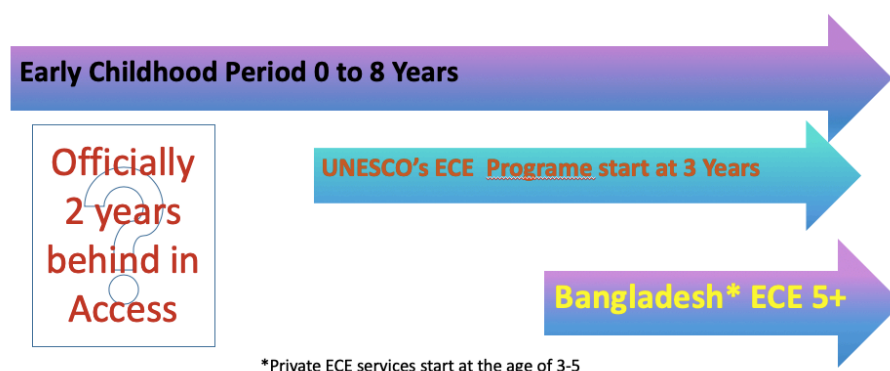 Early Childhood Period 0 to 8 Years
Officially
2 years
behind in
Access
?
UNESCO’s ECE Programe start at 3 Years
Bangladesh* ECE 5+
*Private ECE services start at the age of 3-5